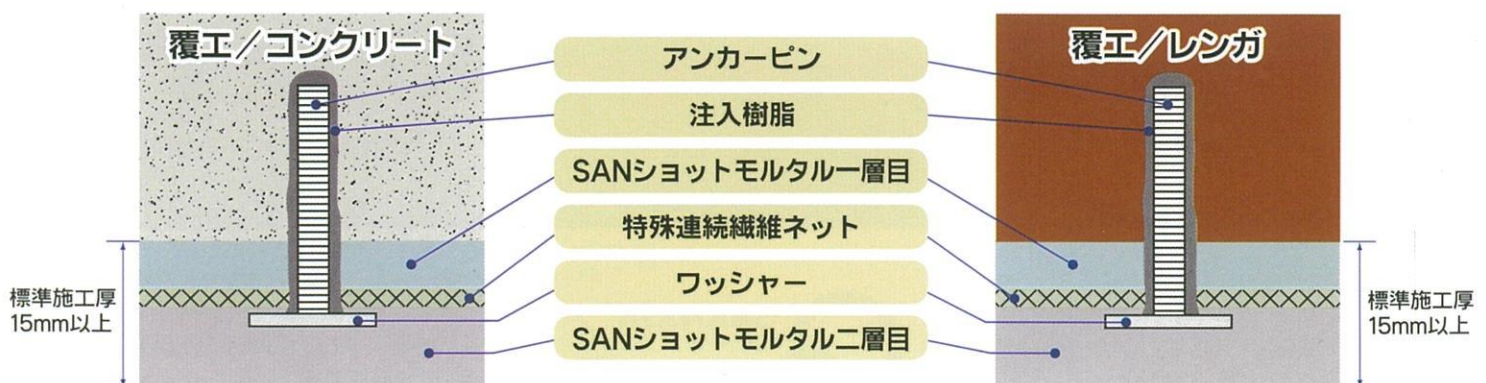 覆工／コンクリート
アンカーピン
注入樹脂
SANショットモルタル一層目
特殊連続繊維ネット
ワッシャー
SANショットモルタル二層目
標準施工厚
15mm以上
覆工／レンガ
標準施工厚
15mm以上